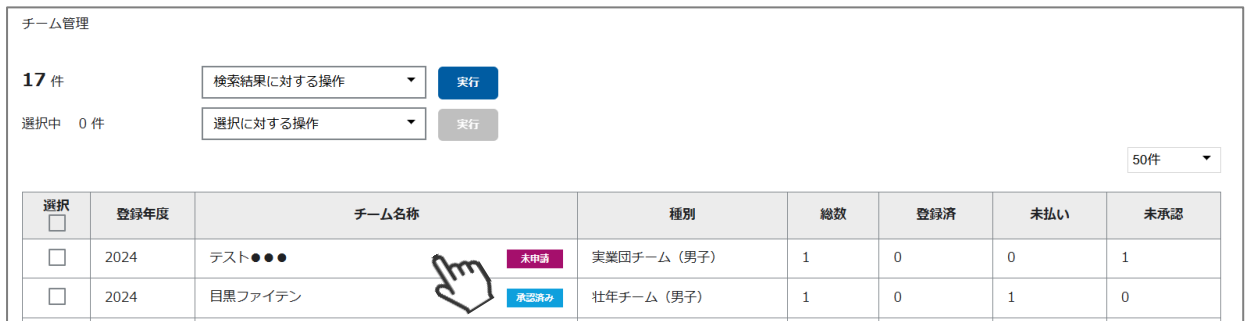 チーム管理
17 件 検索結果に対する操作 実行
選択中 0 件 選択に対する操作 実行
50件
選択 登録年度 チーム名称 種別 総数 登録済 未払い 未承認
2024 テスト●●● 未申請 実業団チーム（男子） 1 0 0 1
2024 目黒ファイテン 承認済み 壮年チーム（男子） 1 0 1 0